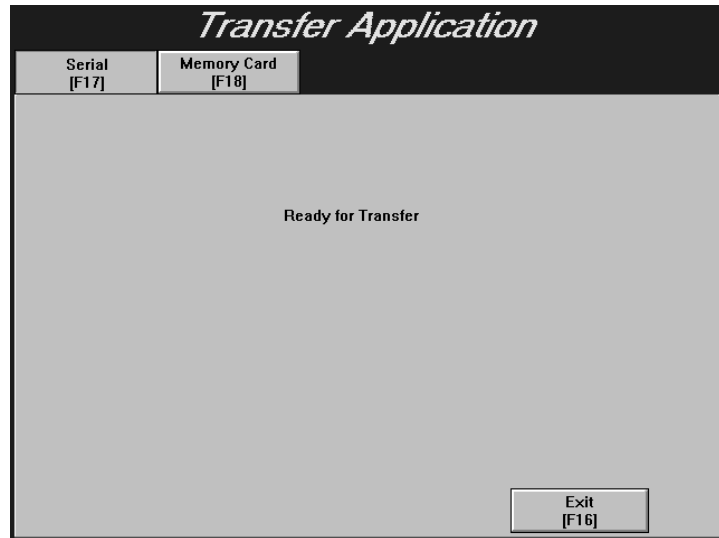 Transfer Application
Serial
[F17]
Memory Card
[F18]
Ready for Transfer
Exit
[F16]